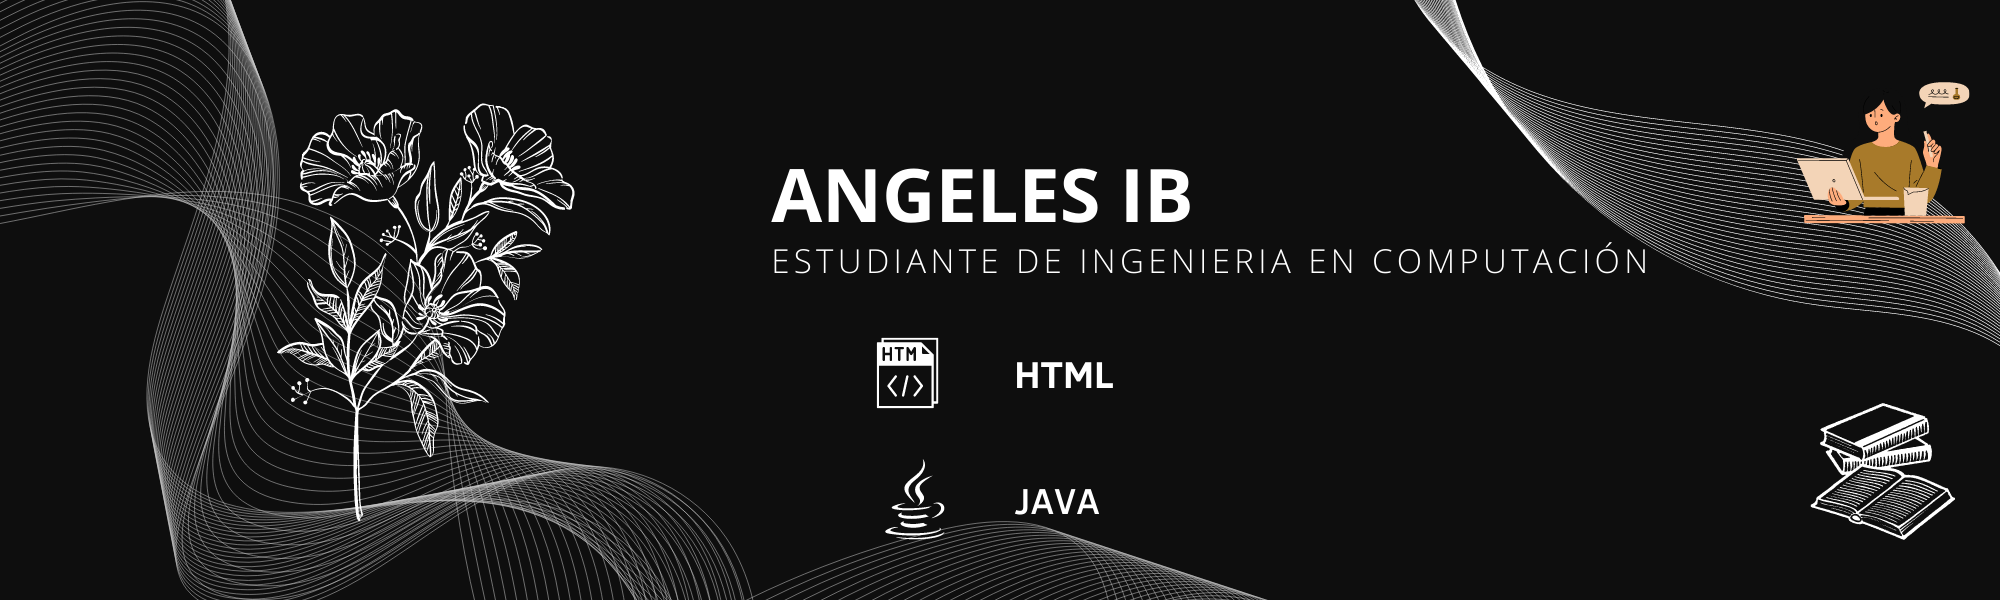 ANGELES IB
ESTUDIANTE DE INGENIERIA EN COMPUTACIÓN
HTM
</>
HTML
JAVA